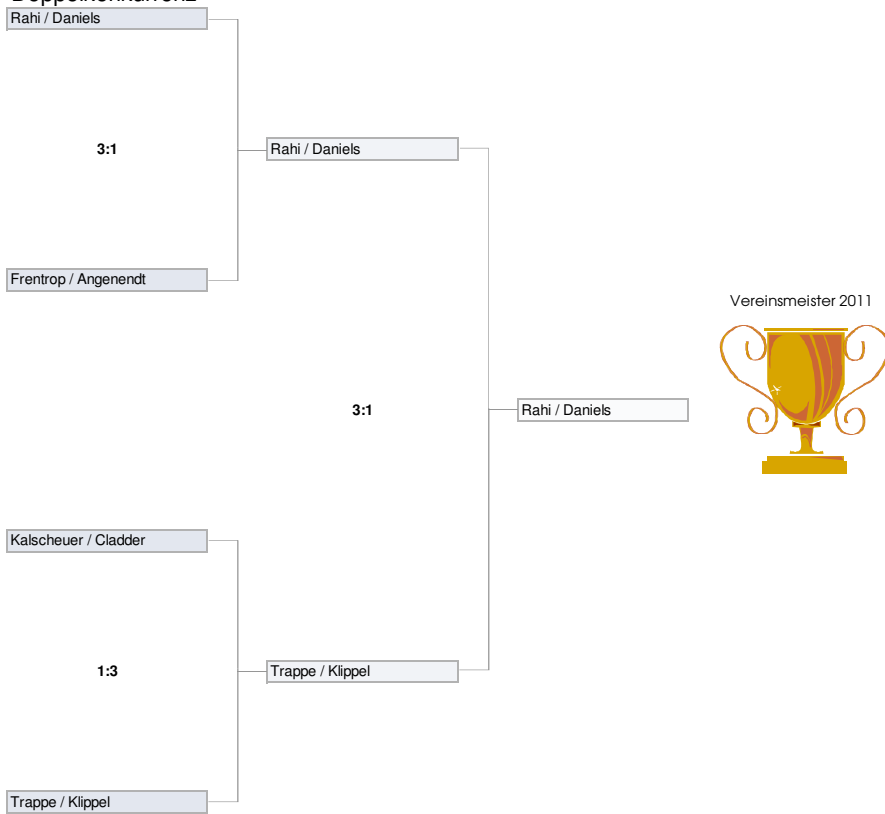 Doppelkonkurrenz
Rahi / Daniels
3:1
Rahi / Daniels
Frentrop / Angenendt
Vereinsmeister 2011
3:1
Rahi / Daniels
Kalscheuer / Cladder
1:3
Trappe / Klippel
Trappe / Klippel